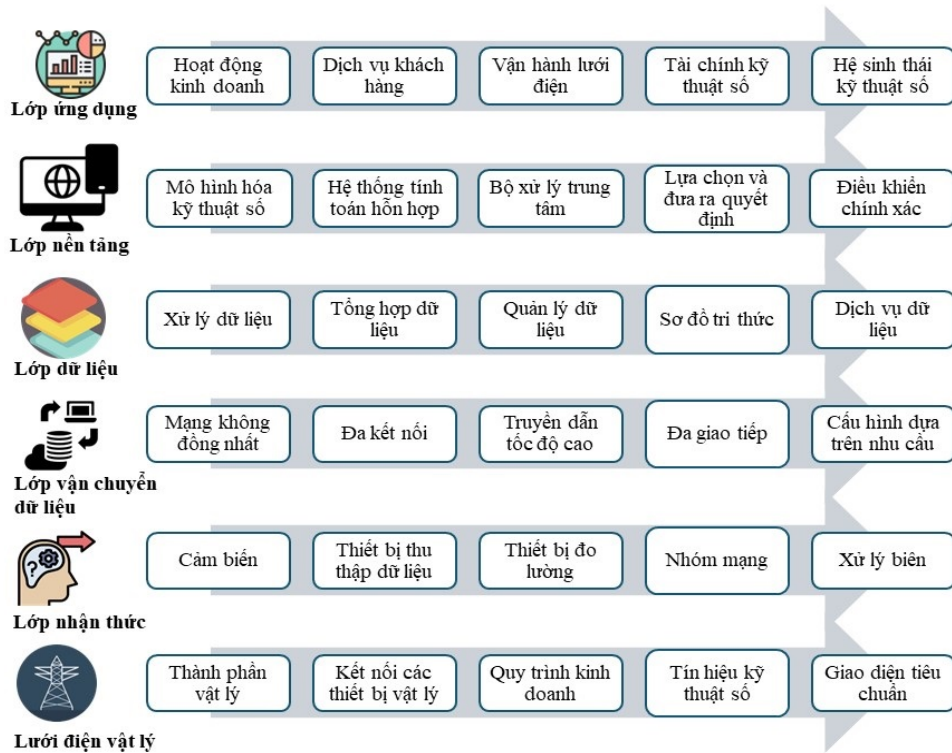 Hoạt động
kinh doanh
Dịch vụ khách
hàng
Vận hành lưới
điện
Tài chính kỹ
thuật số
Hệ sinh thái
kỹ thuật số
Lớp ứng dụng
Mô hình hóa
kỹ thuật số
Hệ thống tính
toán hỗn hợp
Bộ xử lý trung
tâm
Lựa chọn và
đưa ra quyết
định
Điều khiển
chính xác
Lớp nền tảng
Xử lý dữ liệu
Tổng hợp dữ
liệu
Quản lý dữ
liệu
Sơ đồ tri thức
Dịch vụ dữ
liệu
Lớp dữ liệu
Mạng không
đồng nhất
Đa kết nối
Truyền dẫn
tốc độ cao
Đa giao tiếp
Cấu hình dựa
trên nhu cầu
Lớp vận chuyển
dữ liệu
Cảm biến
Thiết bị thu
thập dữ liệu
Thiết bị đo
lường
Nhóm mạng
Xử lý biên
Lớp nhận thức
Thành phần
vật lý
Kết nối các
thiết bị vật lý
Quy trình kinh
doanh
Tín hiệu kỹ
thuật số
Giao diện tiêu
chuẩn
Lưới điện vật lý